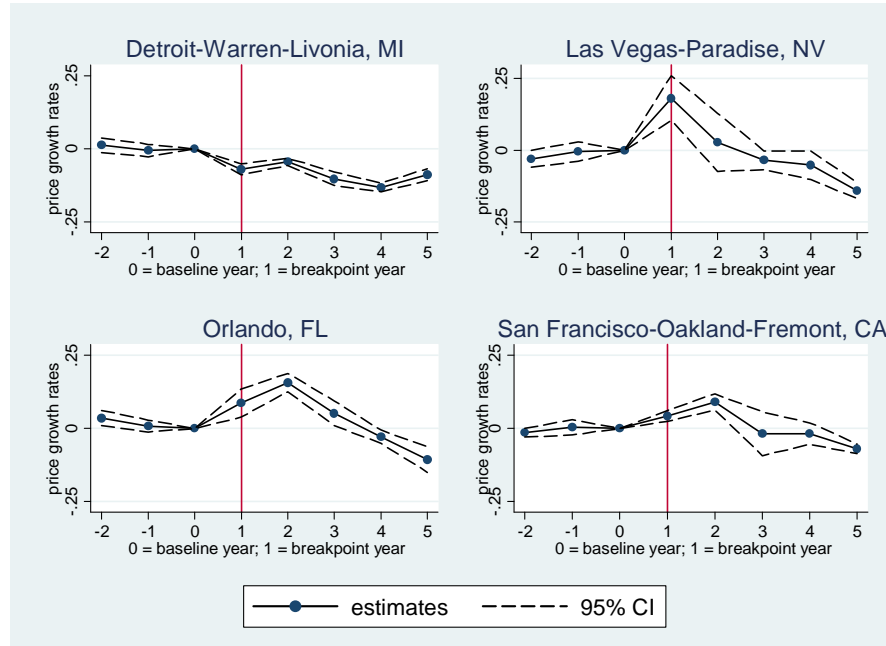 Detroit-Warren-Livonia, MI
price growth rates
.25
0
-.25
-2 -1 0 1 2 3 4 5
0 = baseline year; 1 = breakpoint year
Las Vegas-Paradise, NV
price growth rates
.25
0
-.25
-2 -1 0 1 2 3 4 5
0 = baseline year; 1 = breakpoint year
Orlando, FL
price growth rates
.25
0
-.25
-2 -1 0 1 2 3 4 5
0 = baseline year; 1 = breakpoint year
San Francisco-Oakland-Fremont, CA
price growth rates
.25
0
-.25
-2 -1 0 1 2 3 4 5
0 = baseline year; 1 = breakpoint year
estimates 95% CI